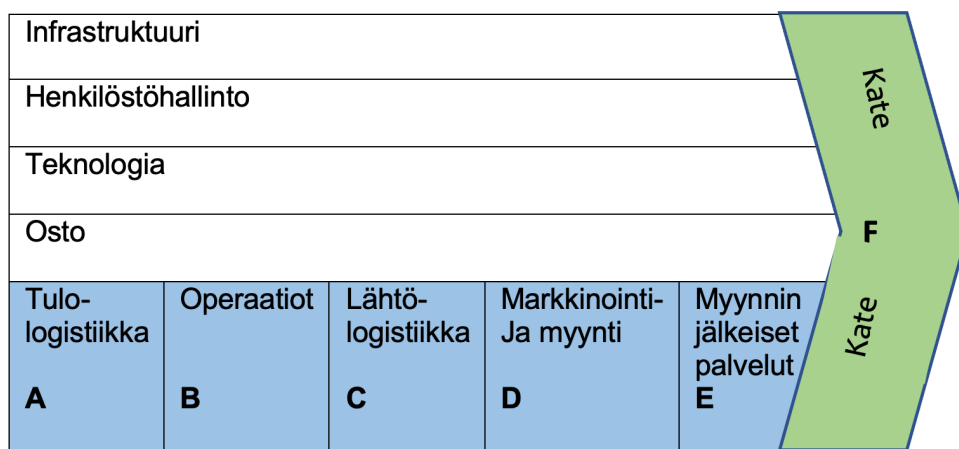 Infrastruktuuri
Henkilöstöhallinto
Teknologia
Osto
Tulo-
logistiikka
A
Operaatiot
B
Lähtö-
logistiikka
C
Markkinointi-
Ja myynti
D
Myynnin
jälkeiset
palvelut
E
Kate
F
Kate